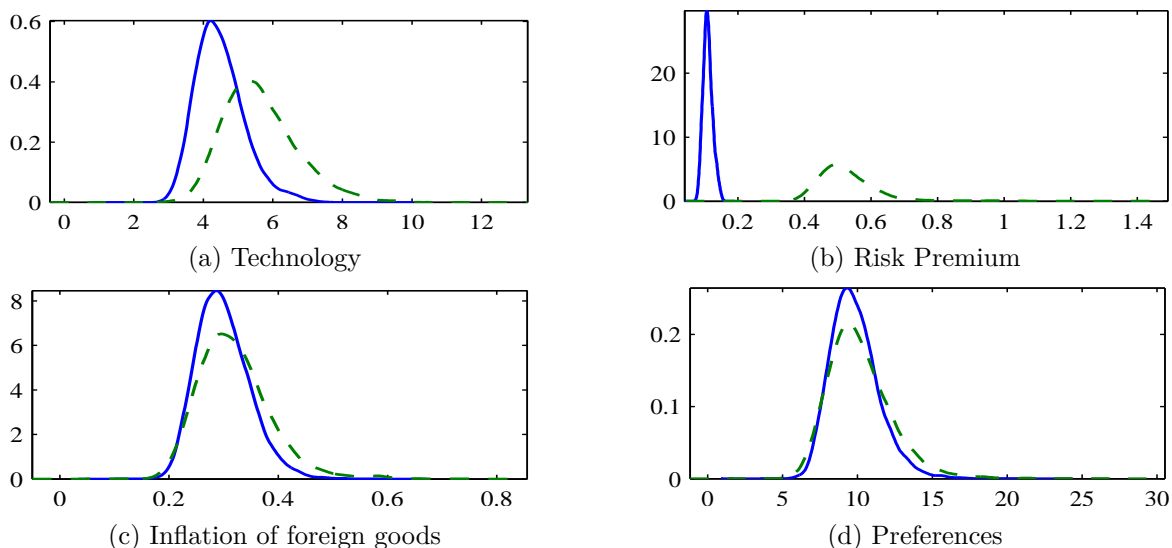 0.6
0.4
0.2
0
0 2 4 6 8 10 12
(a) Technology
20
10
0
0.2 0.4 0.6 0.8 1 1.2 1.4
(b) Risk Premium
8
6
4
2
0
0 0.2 0.4 0.6 0.8
(c) Inflation of foreign goods
0.2
0.1
0
0 5 10 15 20 25 30
(d) Preferences